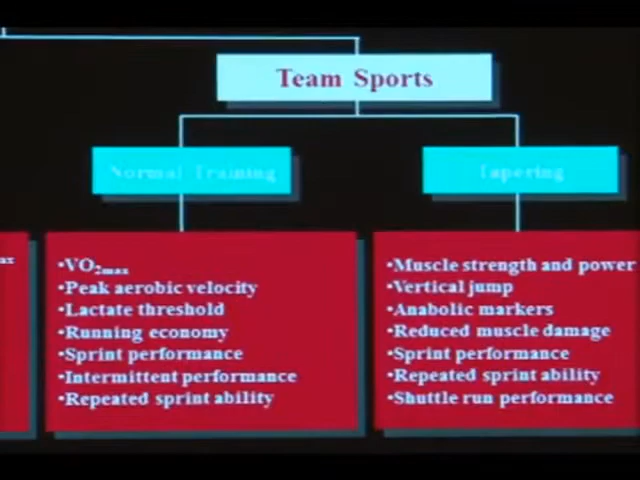 Team Sports
Normal Training
Tapering
•VO2max
•Peak aerobic velocity
•Lactate threshold
•Running economy
•Sprint performance
•Intermittent performance
•Repeated sprint ability
•Muscle strength and power
•Vertical jump
•Anabolic markers
•Reduced muscle damage
•Sprint performance
•Repeated sprint ability
•Shuttle run performance